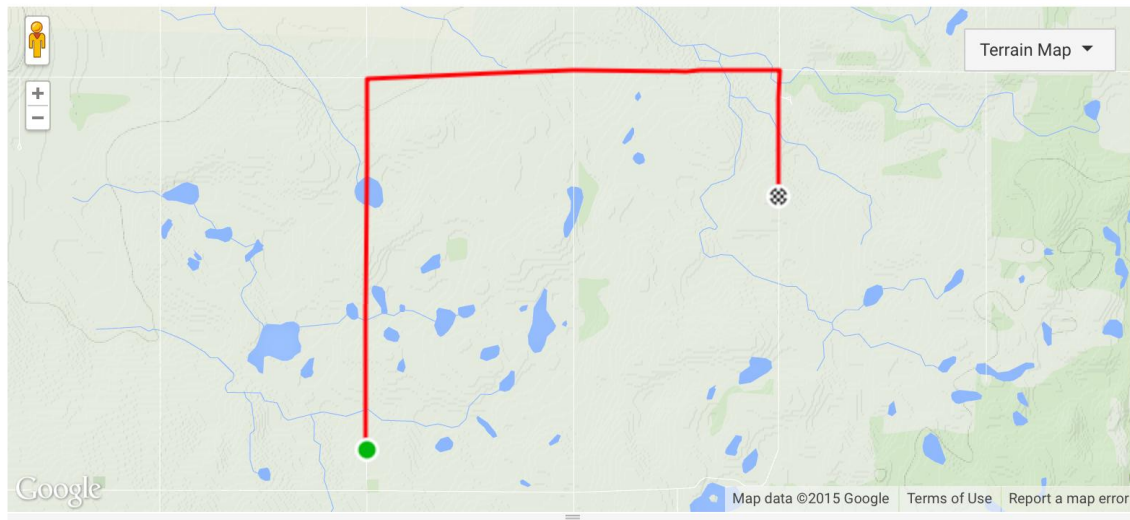 Terrain Map
+
−
Google
Map data ©2015 Google
Terms of Use
Report a map error